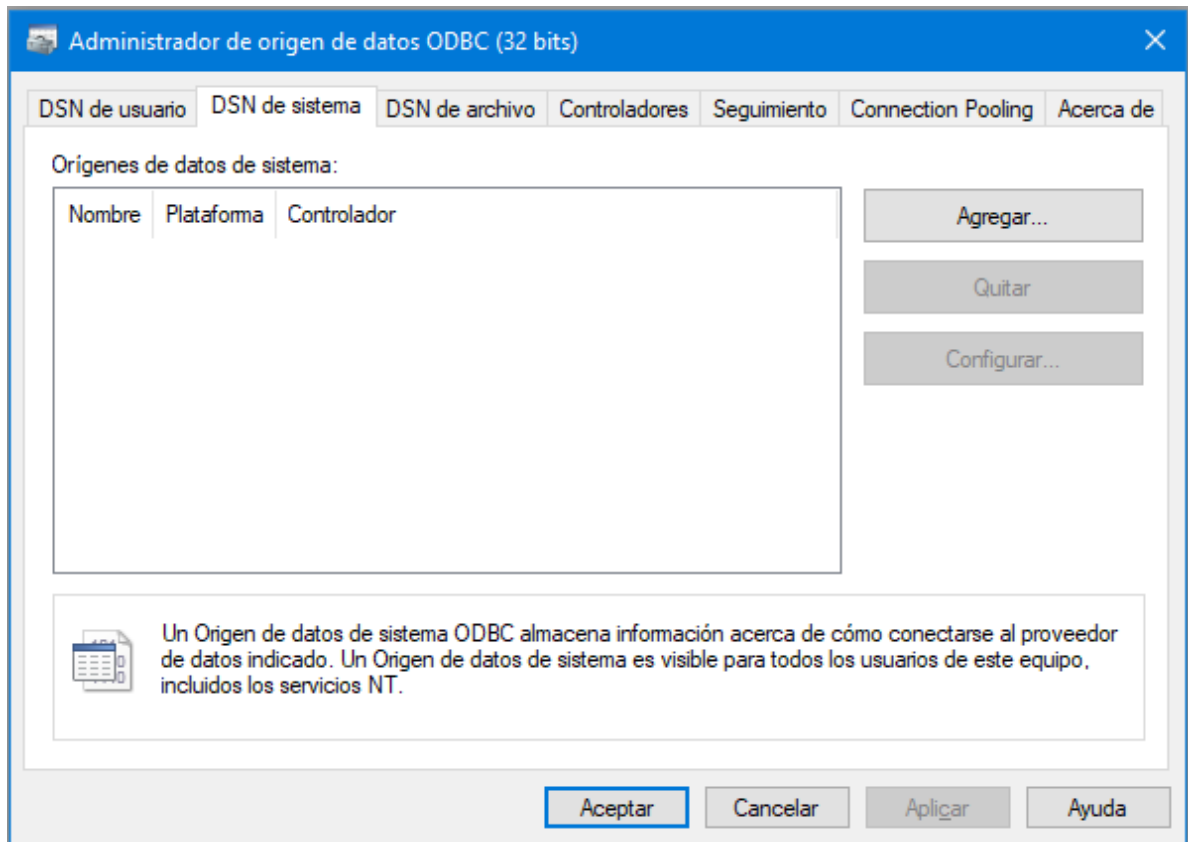 Administrador de origen de datos ODBC (32 bits)
DSN de usuario DSN de sistema DSN de archivo Controladores Seguimiento Connection Pooling Acerca de
Orígenes de datos de sistema:
Nombre Plataforma Controlador
Agregar...
Quitar
Configurar...
Un Origen de datos de sistema ODBC almacena información acerca de cómo conectarse al proveedor
de datos indicado. Un Origen de datos de sistema es visible para todos los usuarios de este equipo,
incluidos los servicios NT.
Aceptar Cancelar Aplicar Ayuda